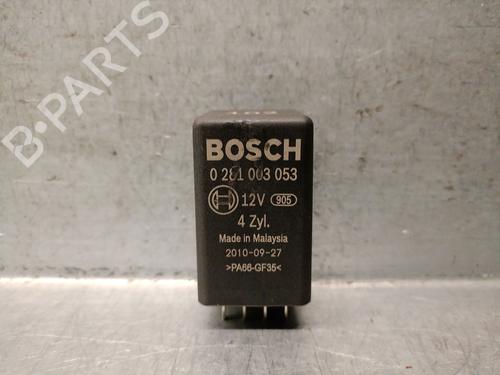 B-PARTS
BOSCH
0 281 003 053
12V 905
4 Zyl.
Made in Malaysia
2010-09-27
>PA66-GF35<